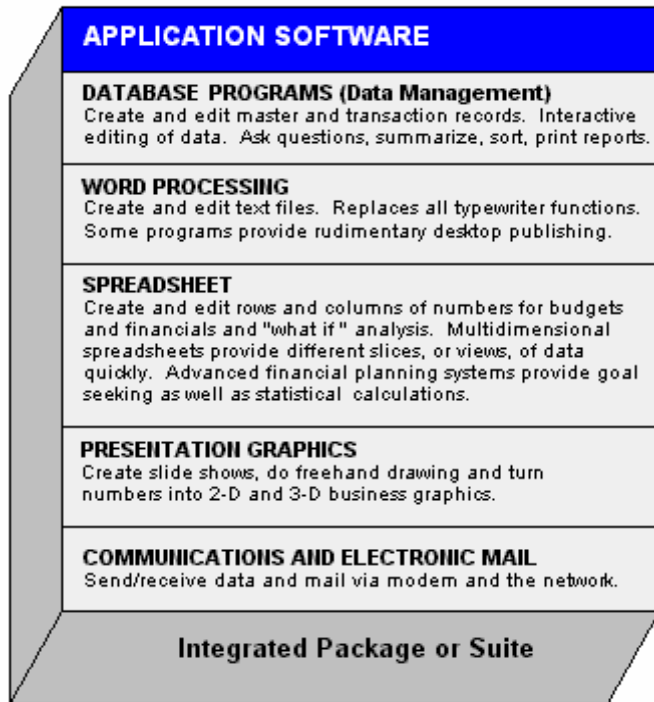 APPLICATION SOFTWARE
DATABASE PROGRAMS (Data Management)
Create and edit master and transaction records. Interactive
editing of data. Ask questions, summarize, sort, print reports.
WORD PROCESSING
Create and edit text files. Replaces all typewriter functions.
Some programs provide rudimentary desktop publishing.
SPREADSHEET
Create and edit rows and columns of numbers for budgets
and financials and "what if" analysis. Multidimensional
spreadsheets provide different slices, or views, of data
quickly. Advanced financial planning systems provide goal
seeking as well as statistical calculations.
PRESENTATION GRAPHICS
Create slide shows, do freehand drawing and turn
numbers into 2-D and 3-D business graphics.
COMMUNICATIONS AND ELECTRONIC MAIL
Send/receive data and mail via modem and the network.
Integrated Package or Suite